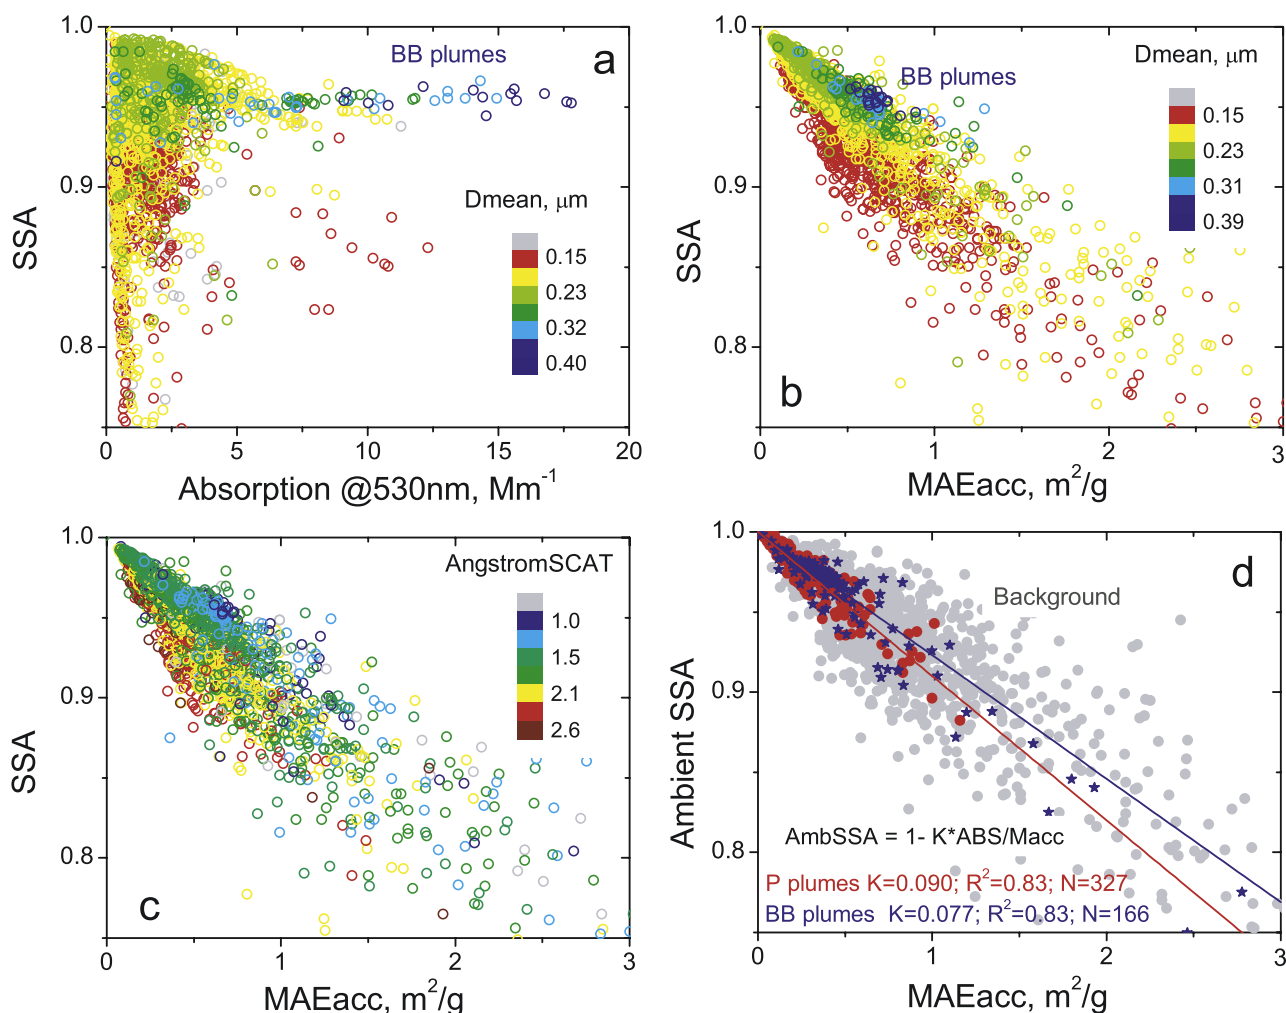 1.0
0.9
0.8
SSA
BB plumes
a
Dmean, μm
0.15
0.23
0.32
0.40
0
5
10
15
20
Absorption @530nm, Mm⁻¹
1.0
0.9
0.8
SSA
BB plumes
Dmean, μm
0.15
0.23
0.31
0.39
b
0
1
2
3
MAEacc, m²/g
1.0
0.9
0.8
SSA
AngstromSCAT
1.0
1.5
2.1
2.6
c
0
1
2
3
MAEacc, m²/g
1.0
0.9
0.8
Ambient SSA
d
Background
AmbSSA = 1- K*ABS/Macc
P plumes K=0.090; R²=0.83; N=327
BB plumes K=0.077; R²=0.83; N=166
0
1
2
3
MAEacc, m²/g